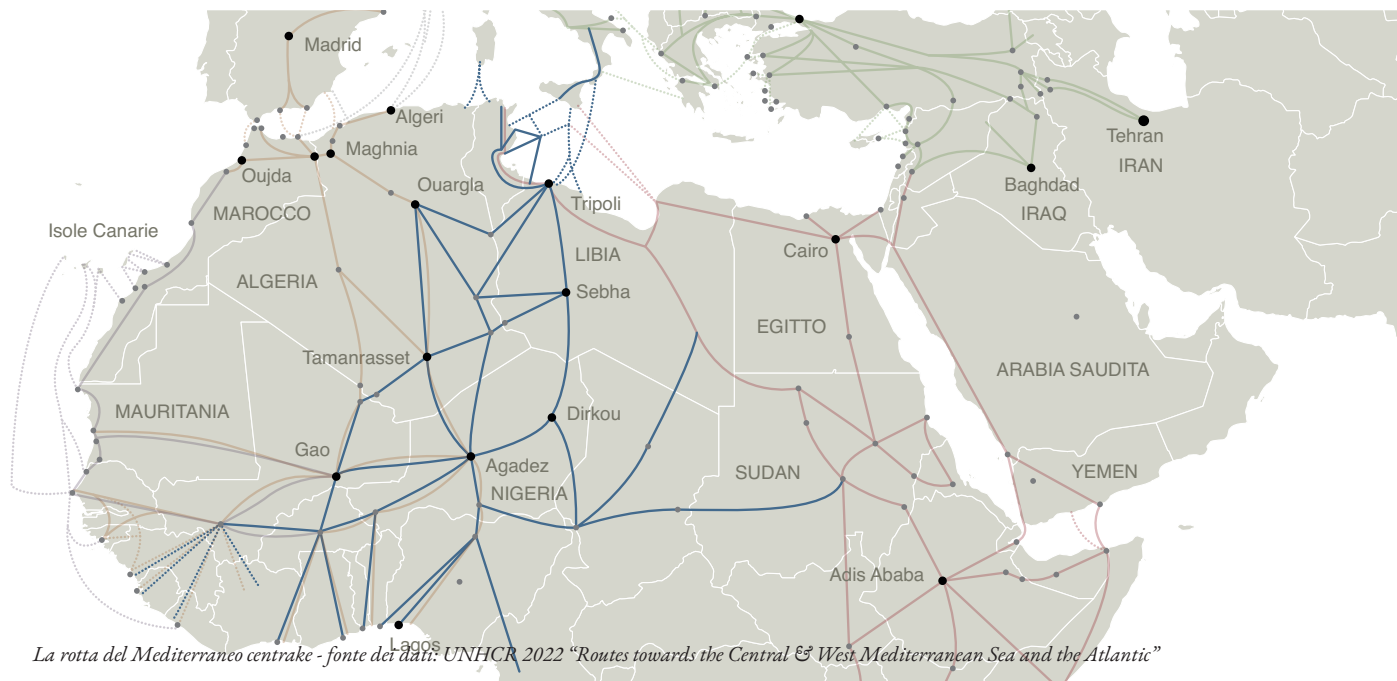 Madrid
Algeri
Maghnia
Tehran
IRAN
Oujda
Ouargla
Baghdad
MAROCCO
Tripoli
IRAQ
Isole Canarie
Cairo
LIBIA
ALGERIA
Sebha
EGITTO
Tamanrasset
ARABIA SAUDITA
MAURITANIA
Dirkou
Gao
Agadez
SUDAN
YEMEN
NIGERIA
Adis Ababa
Lagos
La rotta del Mediterraneo centrake - fonte dei dati: UNHCR 2022 “Routes towards the Central & West Mediterranean Sea and the Atlantic”